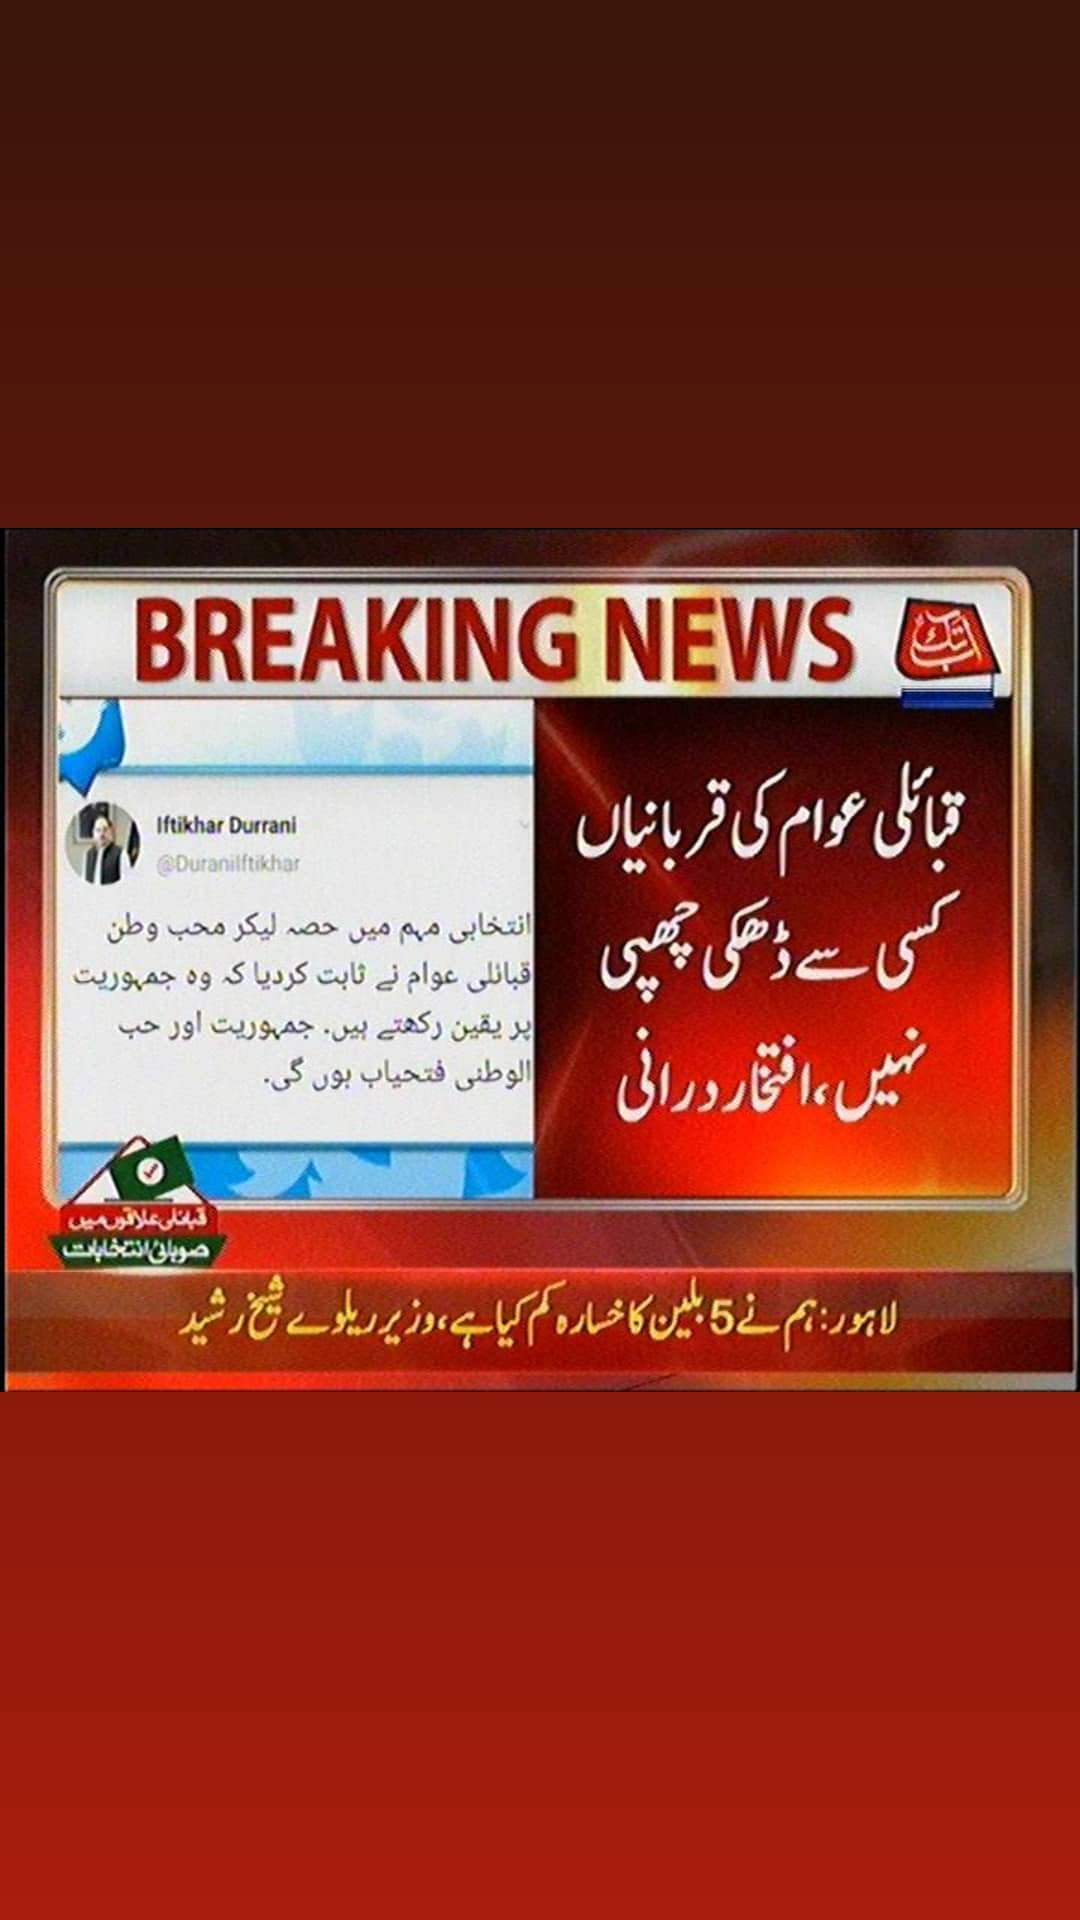 BREAKING NEWS
اب تک
Iftikhar Durrani
@DuraniIftikhar
انتخابی مہم میں حصہ لیکر محب وطن
قبائلی عوام نے ثابت کردیا کہ وہ جمہوریت
پر یقین رکھتے ہیں۔ جمہوریت اور حب
الوطنی فتحیاب ہوں گی۔
قبائلی عوام کی قربانیاں
کسی سے ڈھکی چھپی
نہیں، افتخار درانی
قبائلی علاقوں میں
صوبائی انتخابات
لاہور: ہم نے 5 بلین کا خسارہ کم کیا ہے، وزیر ریلوے شیخ رشید